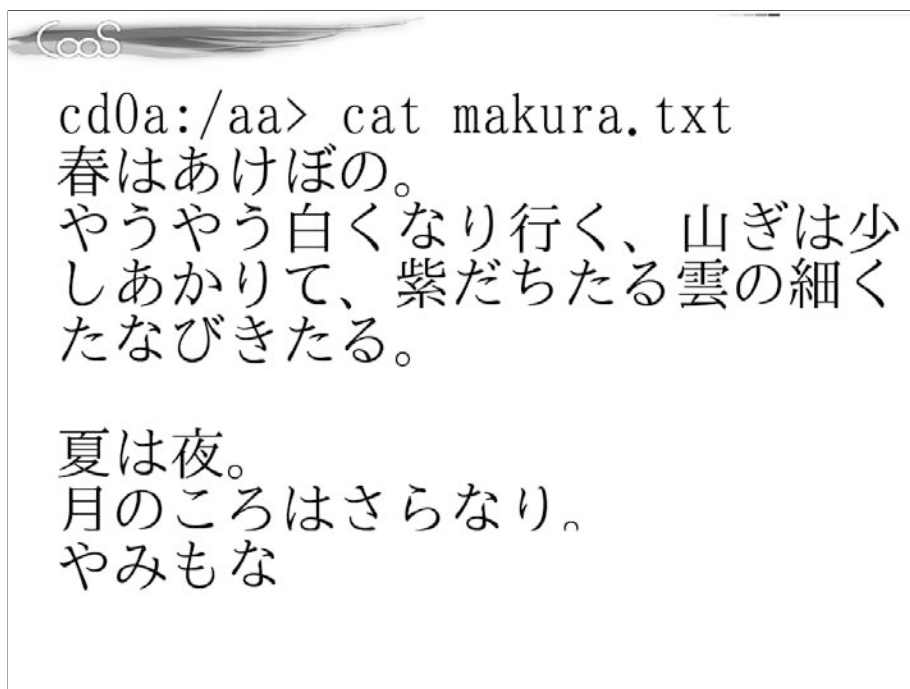 CooS
cd0a:/aa> cat makura.txt
春はあけぼの。
やうやう白くなり行く、山ぎは少
しあかりて、紫だちたる雲の細く
たなびきたる。
夏は夜。
月のころはさらなり。
やみもな